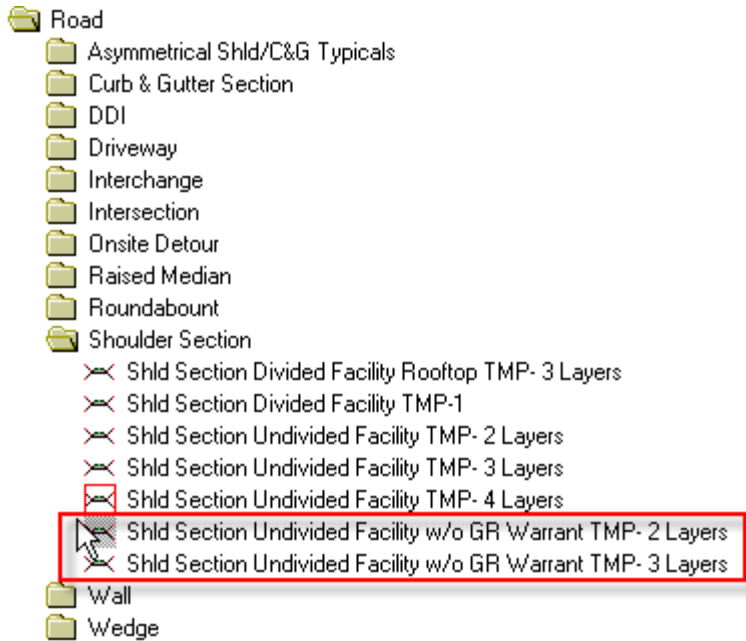 Road
Asymmetrical Shld/C&G Typicals
Curb & Gutter Section
DDI
Driveway
Interchange
Intersection
Onsite Detour
Raised Median
Roundabount
Shoulder Section
Shld Section Divided Facility Rooftop TMP- 3 Layers
Shld Section Divided Facility TMP-1
Shld Section Undivided Facility TMP- 2 Layers
Shld Section Undivided Facility TMP- 3 Layers
Shld Section Undivided Facility TMP- 4 Layers
Shld Section Undivided Facility w/o GR Warrant TMP- 2 Layers
Shld Section Undivided Facility w/o GR Warrant TMP- 3 Layers
Wall
Wedge